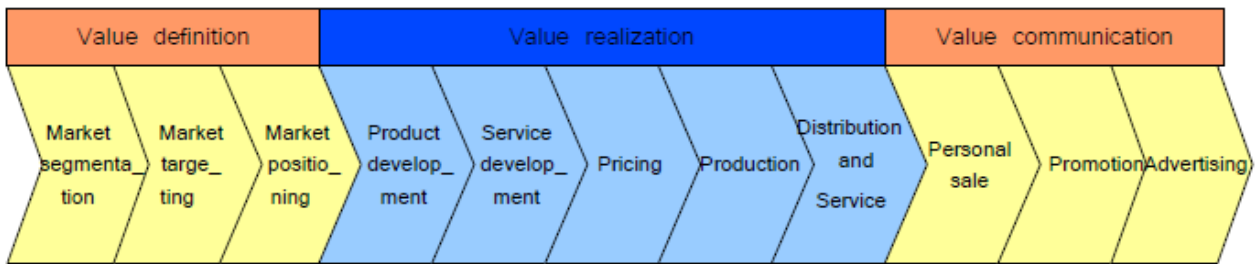 Value definition
Value realization
Value communication
Market
segmenta_
tion
Market
targe_
ting
Market
positio_
ning
Product
develop_
ment
Service
develop_
ment
Pricing
Production
Distribution
and
Service
Personal
sale
Promotion
Advertising